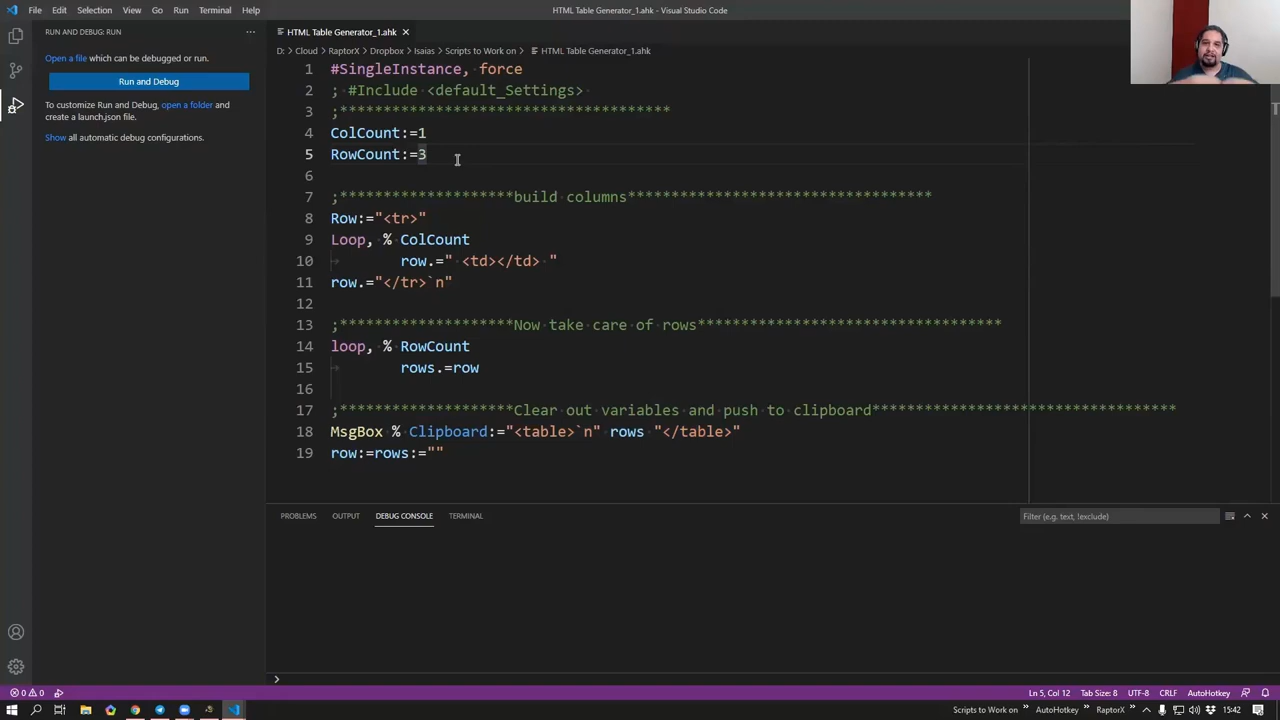 File Edit Selection View Go Run Terminal Help
HTML Table Generator_1.ahk - Visual Studio Code
RUN AND DEBUG: RUN
Open a file which can be debugged or run.
Run and Debug
To customize Run and Debug, open a folder and
create a launch.json file.
Show all automatic debug configurations.
HTML Table Generator_1.ahk
D: > Cloud > RaptorX > Dropbox > Isaias > Scripts to Work on > HTML Table Generator_1.ahk
1 #SingleInstance, force
2 ; #Include <default_Settings>
3 ;**************************************
4 ColCount:=1
5 RowCount:=3
6
7 ;********************build columns***********************************
8 Row:="<tr>"
9 Loop, % ColCount
10 row.=" <td></td> "
11 row.="</tr>`n"
12
13 ;********************Now take care of rows***********************************
14 loop, % RowCount
15 rows.=row
16
17 ;********************Clear out variables and push to clipboard***********************************
18 MsgBox % Clipboard:="<table>`n" rows "</table>"
19 row:=rows:=""
PROBLEMS OUTPUT DEBUG CONSOLE TERMINAL
Filter (e.g. text, !exclude)
0 0
Ln 5, Col 12 Tab Size: 8 UTF-8 CRLF AutoHotkey
Scripts to Work on AutoHotkey RaptorX 15:42